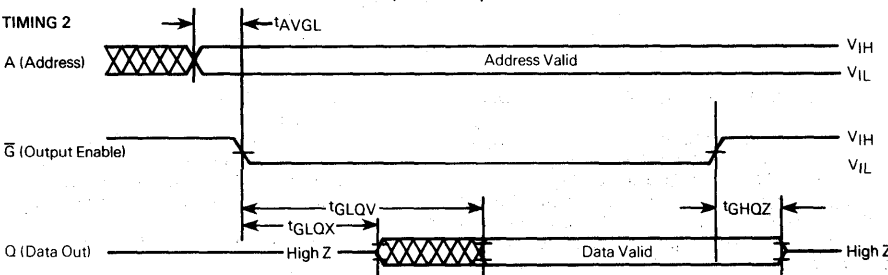 TIMING 2
tAVGL
A (Address)
Address Valid
VIH
VIL
G̅ (Output Enable)
VIH
VIL
tGLQV
tGLQX
tGHQZ
Q (Data Out)
High Z
Data Valid
High Z